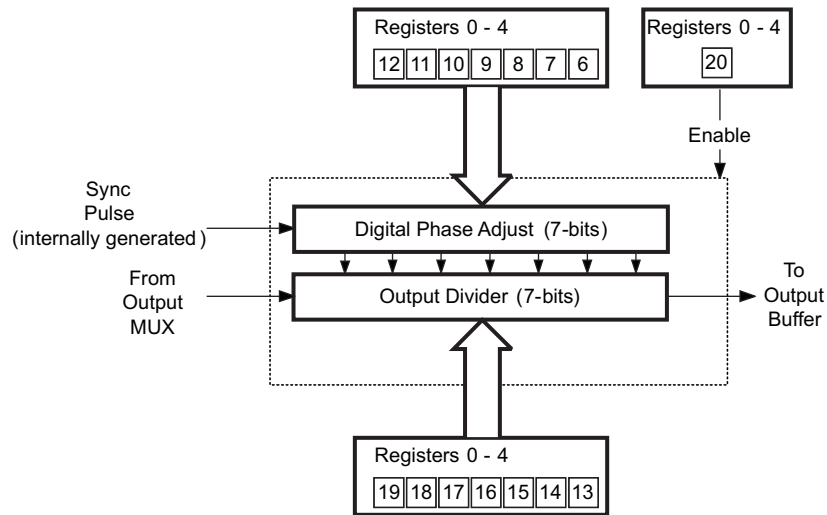 Registers 0 - 4
12 11 10 9 8 7 6
Registers 0 - 4
20
Enable
Sync
Pulse
(internally generated)
Digital Phase Adjust (7-bits)
From
Output
MUX
Output Divider (7-bits)
To
Output
Buffer
Registers 0 - 4
19 18 17 16 15 14 13